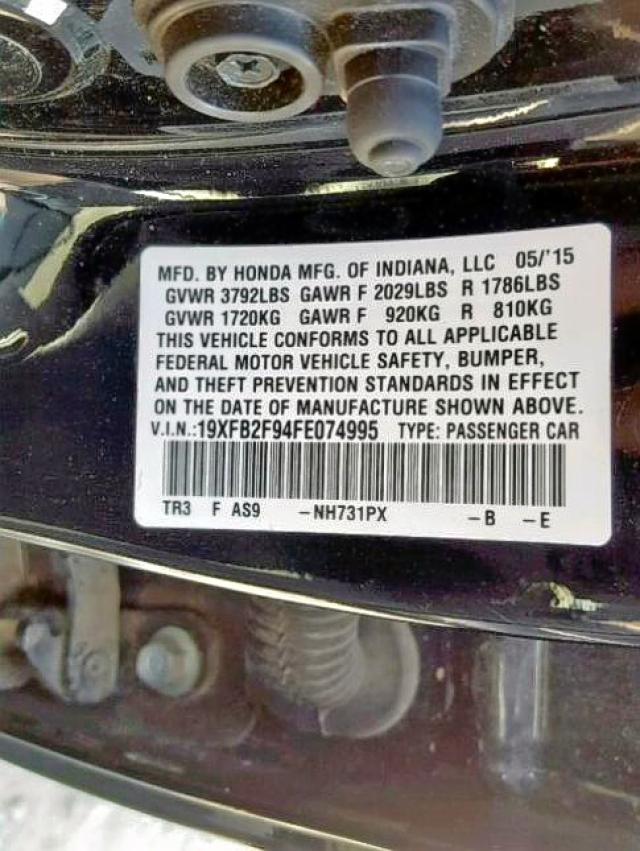 MFD. BY HONDA MFG. OF INDIANA, LLC 05/'15
GVWR 3792LBS GAWR F 2029LBS R 1786LBS
GVWR 1720KG GAWR F 920KG R 810KG
THIS VEHICLE CONFORMS TO ALL APPLICABLE
FEDERAL MOTOR VEHICLE SAFETY, BUMPER,
AND THEFT PREVENTION STANDARDS IN EFFECT
ON THE DATE OF MANUFACTURE SHOWN ABOVE.
V.I.N.:19XFB2F94FE074995 TYPE: PASSENGER CAR
TR3 F AS9 -NH731PX -B -E